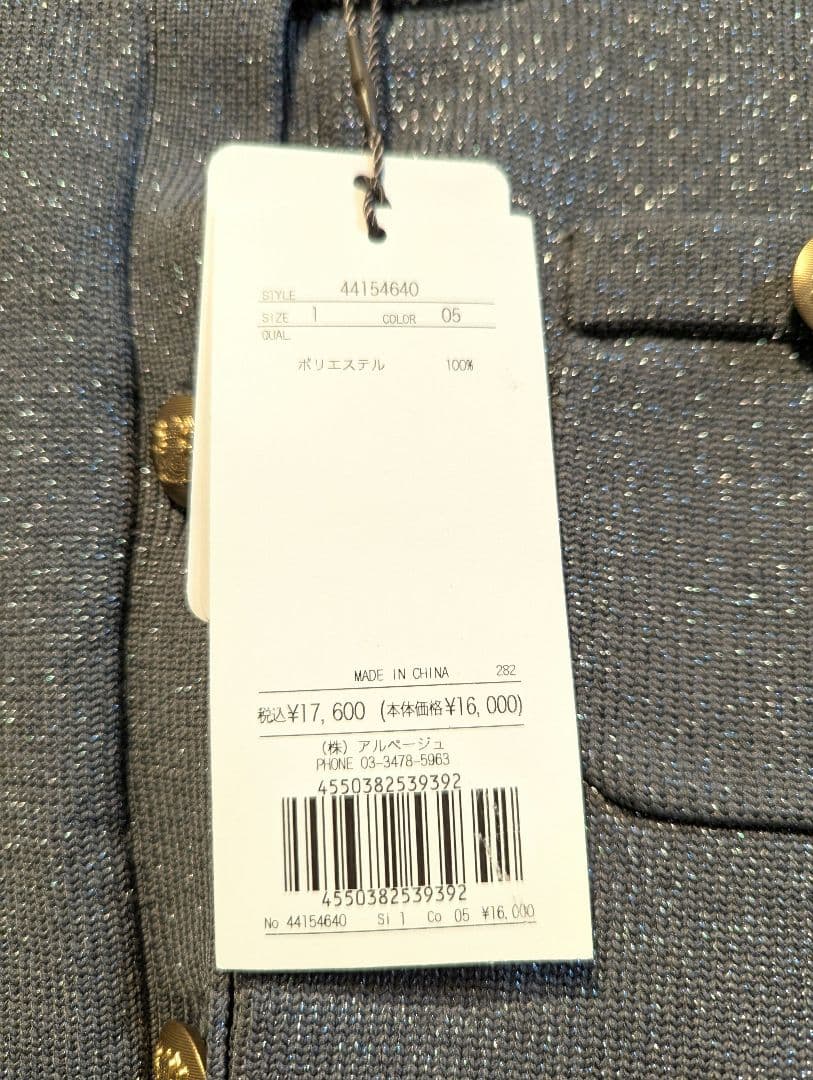 STYLE 44154640
SIZE 1 COLOR 05
QUAL.
ポリエステル 100%
MADE IN CHINA 282
税込¥17,600 (本体価格¥16,000)
(株) アルページュ
PHONE 03-3478-5963
4550382539392
4550382539392
No 44154640 Si 1 Co 05 ¥16,000